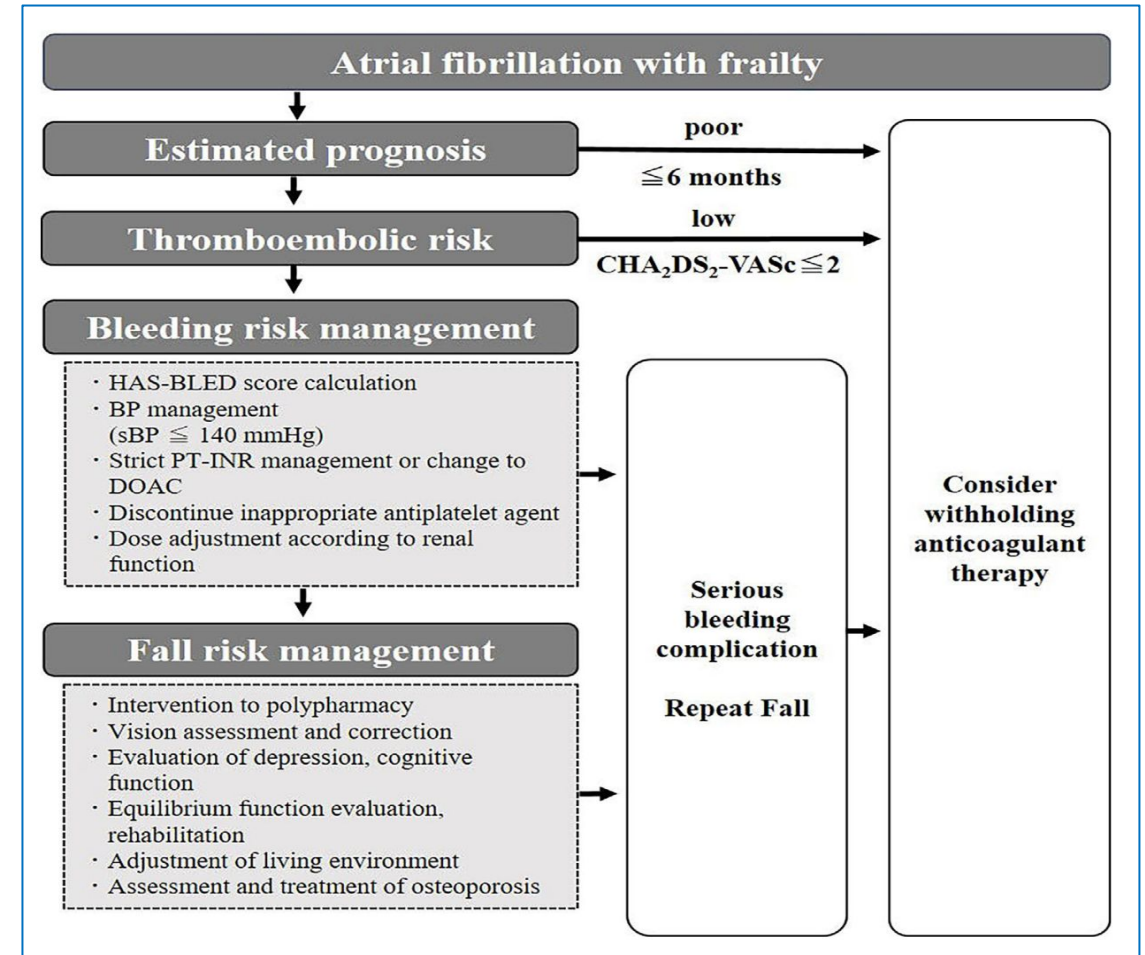 Atrial fibrillation with frailty
Estimated prognosis
poor
≦6 months
Thromboembolic risk
low
CHA₂DS₂-VASc≦2
Bleeding risk management
・HAS-BLED score calculation
・BP management
(sBP ≦ 140 mmHg)
・Strict PT-INR management or change to
DOAC
・Discontinue inappropriate antiplatelet agent
・Dose adjustment according to renal
function
Fall risk management
・Intervention to polypharmacy
・Vision assessment and correction
・Evaluation of depression, cognitive
function
・Equilibrium function evaluation,
rehabilitation
・Adjustment of living environment
・Assessment and treatment of osteoporosis
Serious
bleeding
complication
Repeat Fall
Consider
withholding
anticoagulant
therapy